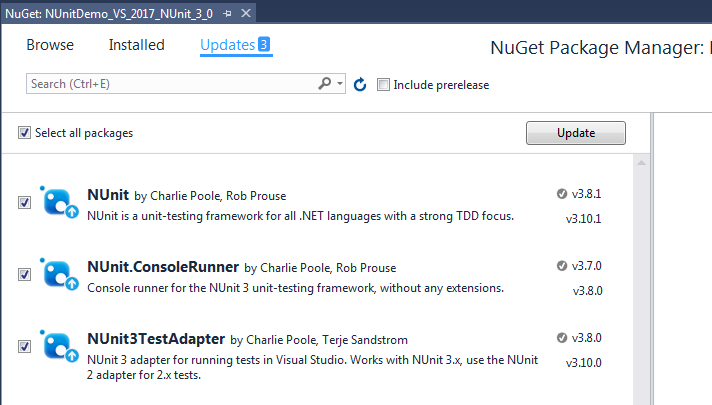 NuGet: NUnitDemo_VS_2017_NUnit_3_0
Browse Installed Updates 3 NuGet Package Manager:
Search (Ctrl+E) Include prerelease
Select all packages Update
NUnit by Charlie Poole, Rob Prouse v3.8.1
NUnit is a unit-testing framework for all .NET languages with a strong TDD focus. v3.10.1
NUnit.ConsoleRunner by Charlie Poole, Rob Prouse v3.7.0
Console runner for the NUnit 3 unit-testing framework, without any extensions. v3.8.0
NUnit3TestAdapter by Charlie Poole, Terje Sandstrom v3.8.0
NUnit 3 adapter for running tests in Visual Studio. Works with NUnit 3.x, use the NUnit v3.10.0
2 adapter for 2.x tests.